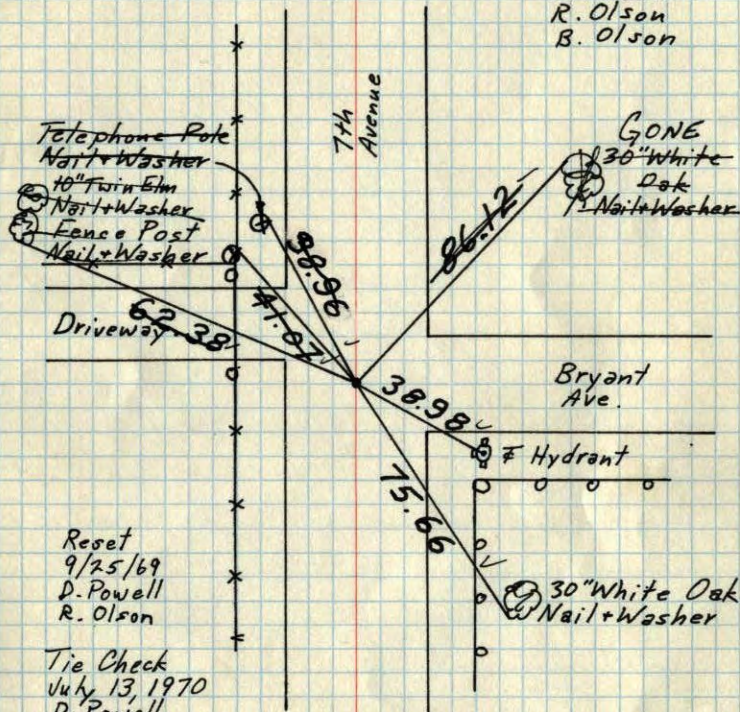 R. Olson
B. Olson
7th
Avenue
Telephone Pole
Nail + Washer
10" Twin Elm
Nail + Washer
Fence Post
Nail + Washer
GONE
30" White
Oak
Nail + Washer
86.12
41.07
62.38
Driveway
38.98
Bryant
Ave.
Hydrant
75.66
Reset
9/25/69
D. Powell
R. Olson
30" White Oak
Nail + Washer
Tie Check
July 13, 1970
D. Powell